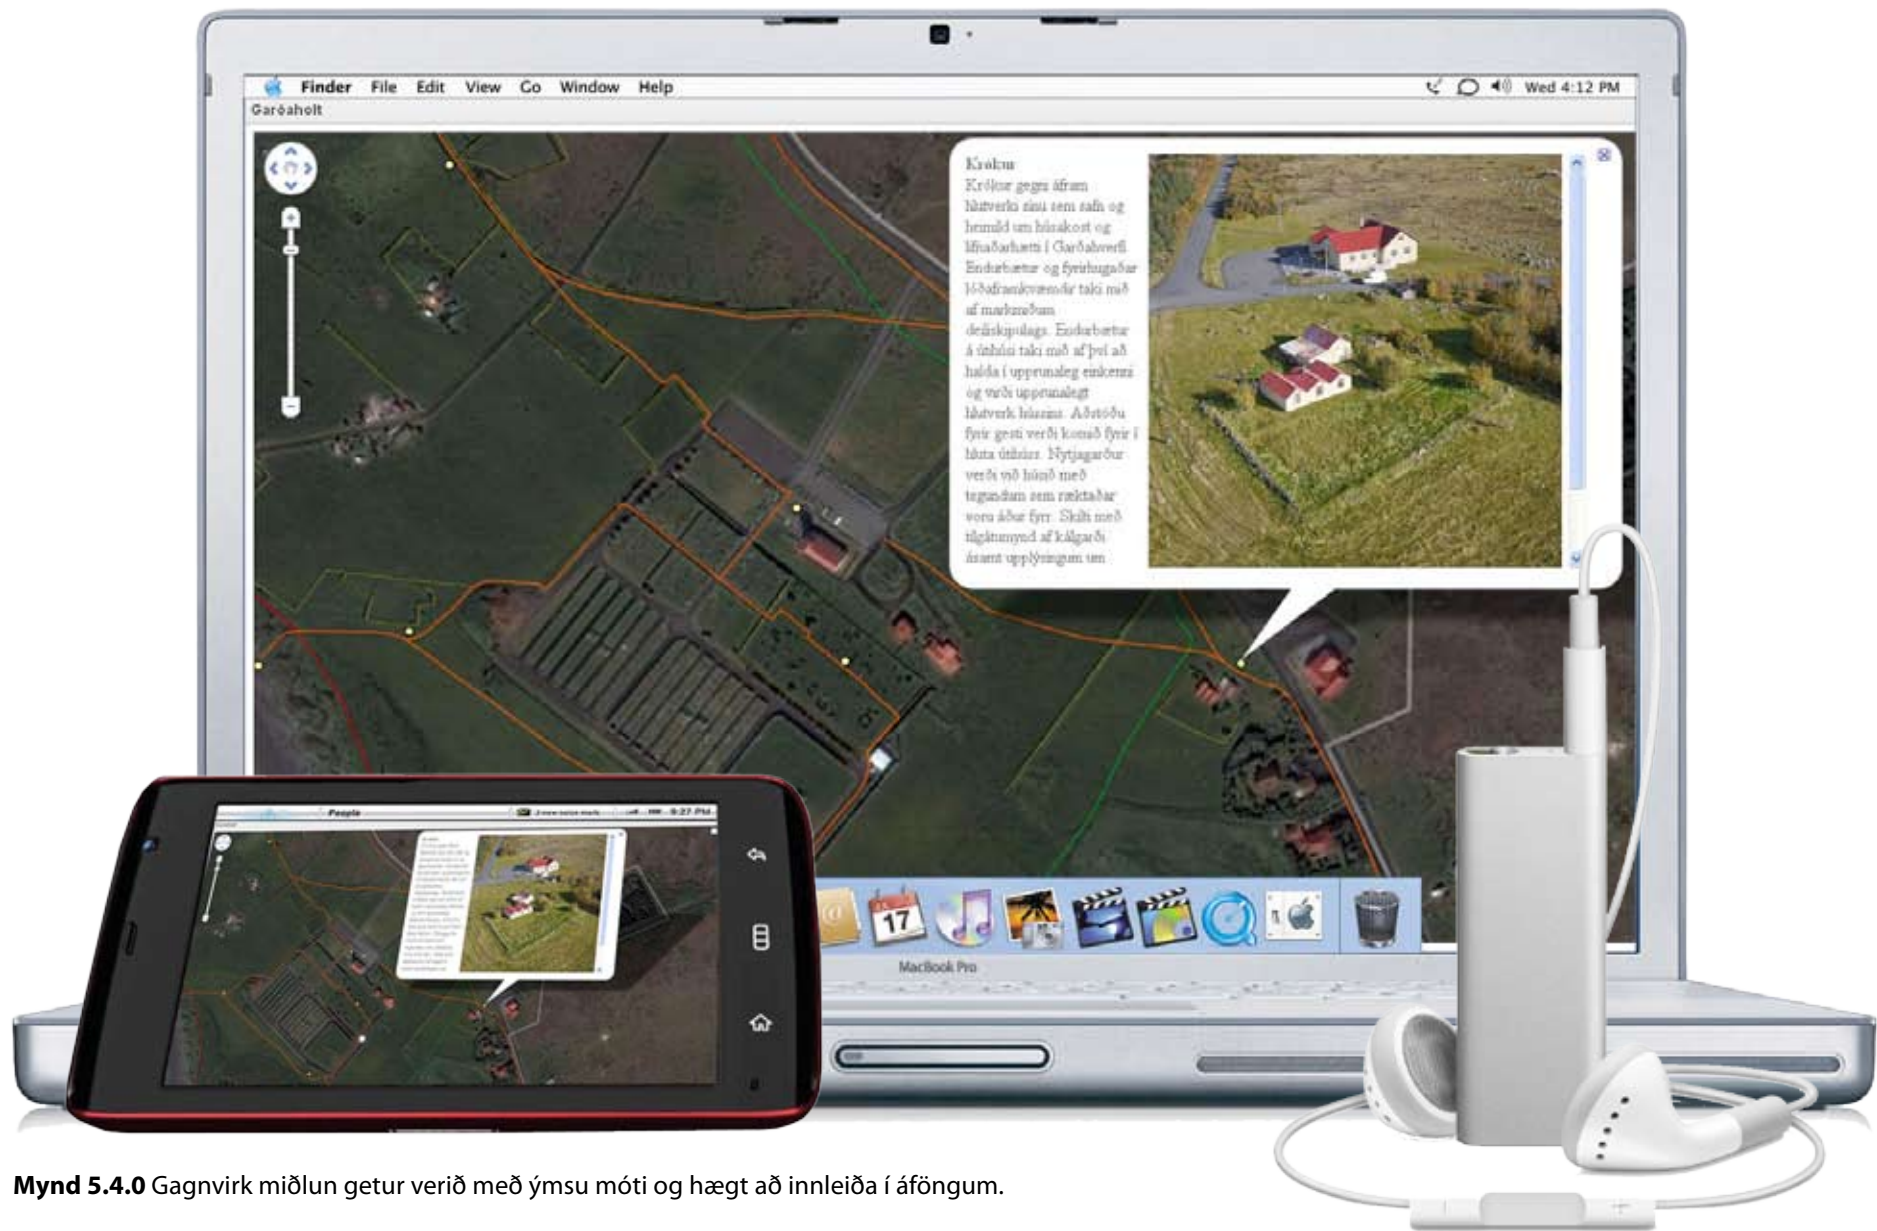 Finder File Edit View Go Window Help Wed 4:12 PM
Garðaholt
Krókur
Krókur gegni áfram
hlutverki sínu sem safn og
heimild um húsakost og
lifnaðarhætti í Garðahverfi.
Endurbætur og fyrirhugaðar
lóðaframkvæmdir taki mið
af markmiðum
deiliskipulags. Endurbætur
á útihúsi taki mið af því að
halda í upprunaleg einkenni
og virði upprunalegt
hlutverk hússins. Aðstöðu
fyrir gesti verði komið fyrir í
hluta útihúss. Nytjagarður
verði við húsið með
tegundum sem ræktaðar
voru áður fyrr. Skilti með
tilgátumynd af kálgarði
ásamt upplýsingum um
People 9:27 PM
17
MacBook Pro
Mynd 5.4.0 Gagnvirk miðlun getur verið með ýmsu móti og hægt að innleiða í áföngum.